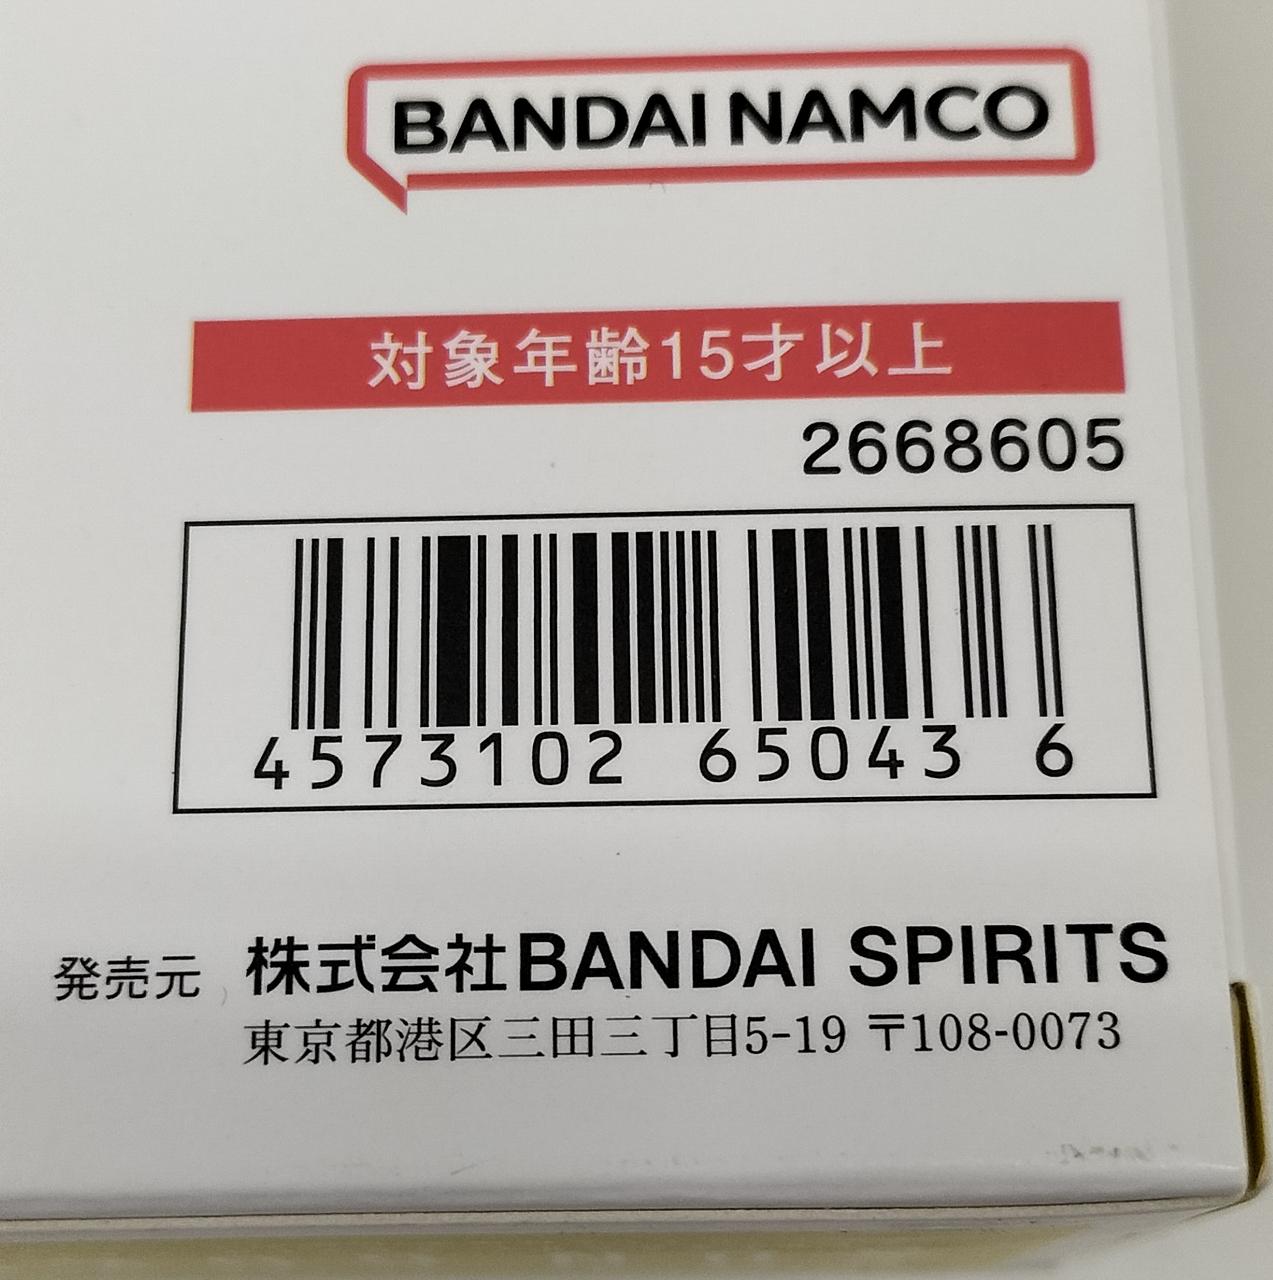 BANDAI NAMCO
対象年齢15才以上
2668605
4573102 65043 6
発売元 株式会社BANDAI SPIRITS
東京都港区三田三丁目5-19 〒108-0073